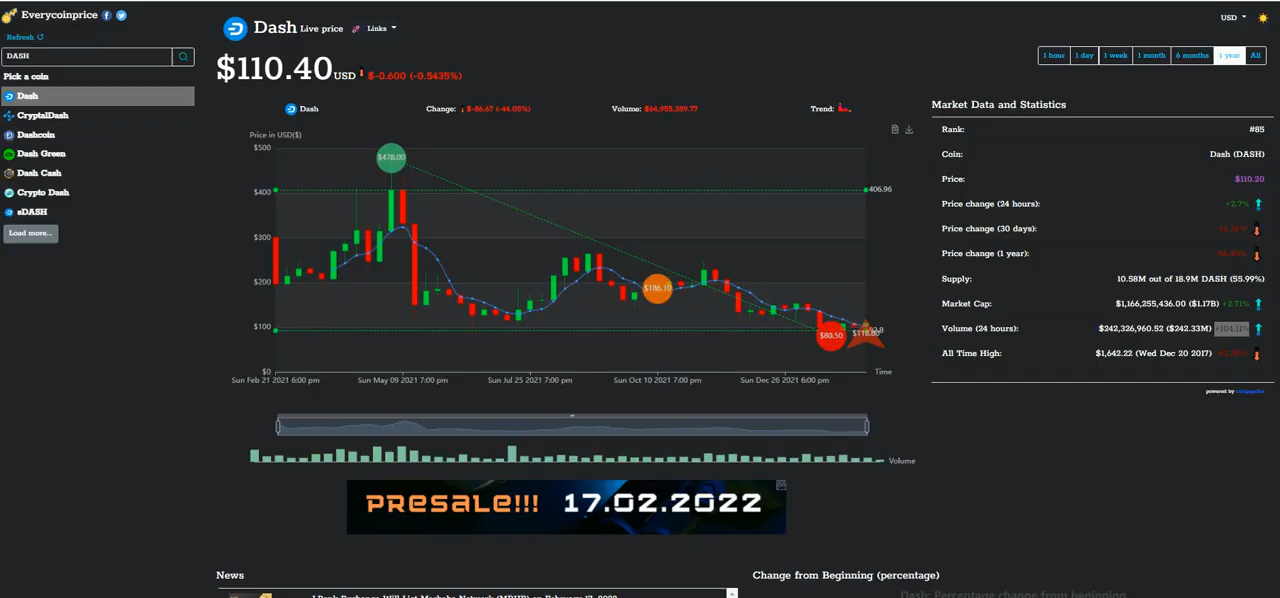 Everycoinprice
Refresh
DASH
Pick a coin
Dash
CryptalDash
Dashcoin
Dash Green
Dash Cash
Crypto Dash
sDASH
Load more...
Dash Live price Links
$110.40 USD $-0.600 (-0.5435%)
USD
1 hour 1 day 1 week 1 month 6 months 1 year All
Dash Change: $-86.67 (-44.05%) Volume: $64,955,259.77 Trend:
Price in USD($)
$500
$400
$300
$200
$100
$0
$478.00
406.96
$186.10
$80.50
Sun Feb 21 2021 6:00 pm
Sun May 09 2021 7:00 pm
Sun Jul 25 2021 7:00 pm
Sun Oct 10 2021 7:00 pm
Sun Dec 26 2021 6:00 pm
Time
Volume
PRESALE!!! 17.02.2022
Market Data and Statistics
Rank: #85
Coin: Dash (DASH)
Price: $110.20
Price change (24 hours): +2.7%
Price change (30 days):
Price change (1 year):
Supply: 10.58M out of 18.9M DASH (55.99%)
Market Cap: $1,166,255,436.00 ($1.17B) +2.71%
Volume (24 hours): $242,326,960.52 ($242.33M) +104.11%
All Time High: $1,642.22 (Wed Dec 20 2017)
powered by
News
Change from Beginning (percentage)
Dash: Percentage change from beginning